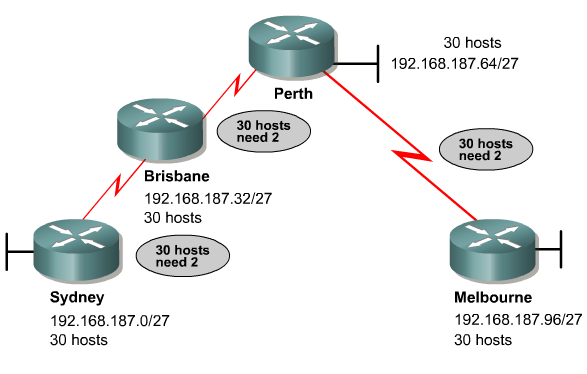 30 hosts
192.168.187.64/27
Perth
30 hosts
need 2
30 hosts
need 2
Brisbane
192.168.187.32/27
30 hosts
30 hosts
need 2
Sydney
192.168.187.0/27
30 hosts
Melbourne
192.168.187.96/27
30 hosts